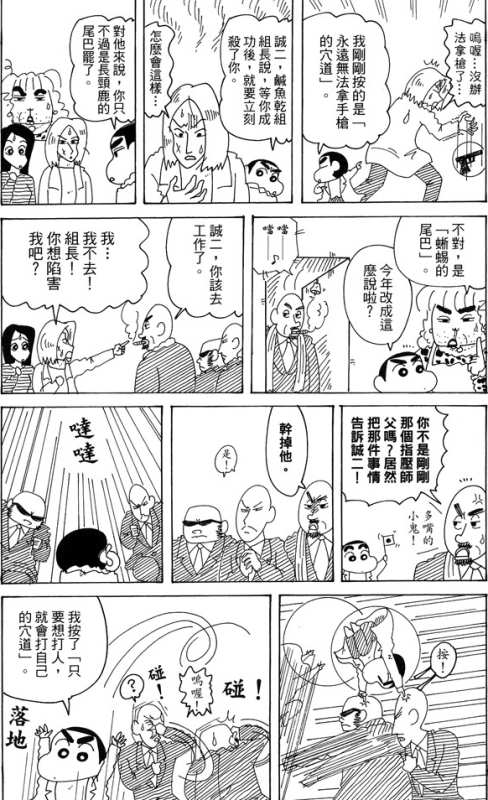 嗚喔…沒辦
法拿槍了…
我剛剛按的是「
永遠無法拿手槍
的穴道」。
誠二，鹹魚乾組
組長說，等你成
功後，就要立刻
殺了你。
怎麼會這樣…
對他來說，你只
不過是長頸鹿的
尾巴罷了。
不對，是
「蜥蜴的
尾巴」。
今年改成這
麼說啦？
噹噹
誠二，你該去
工作了。
我…
我不去！
組長！
你想陷害
我吧？
你不是剛剛
那個指壓師
父嗎？居然
把那件事情
告訴誠二！
多嘴的
小鬼！
幹掉他。
是！
噠噠
按！
碰！
嗚喔！
碰！
？
我按了「只
要想打人，
就會打自己
的穴道」。
落地